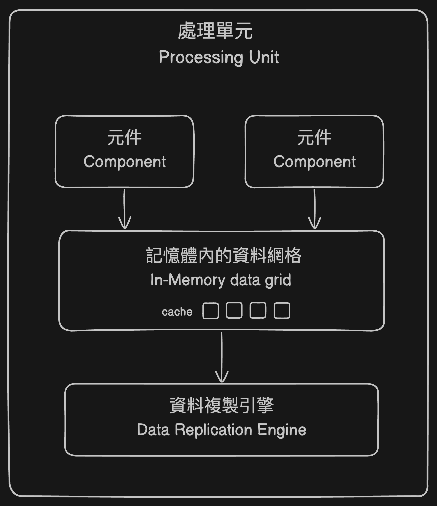 處理單元
Processing Unit
元件
Component
元件
Component
記憶體內的資料網格
In-Memory data grid
cache
資料複製引擎
Data Replication Engine